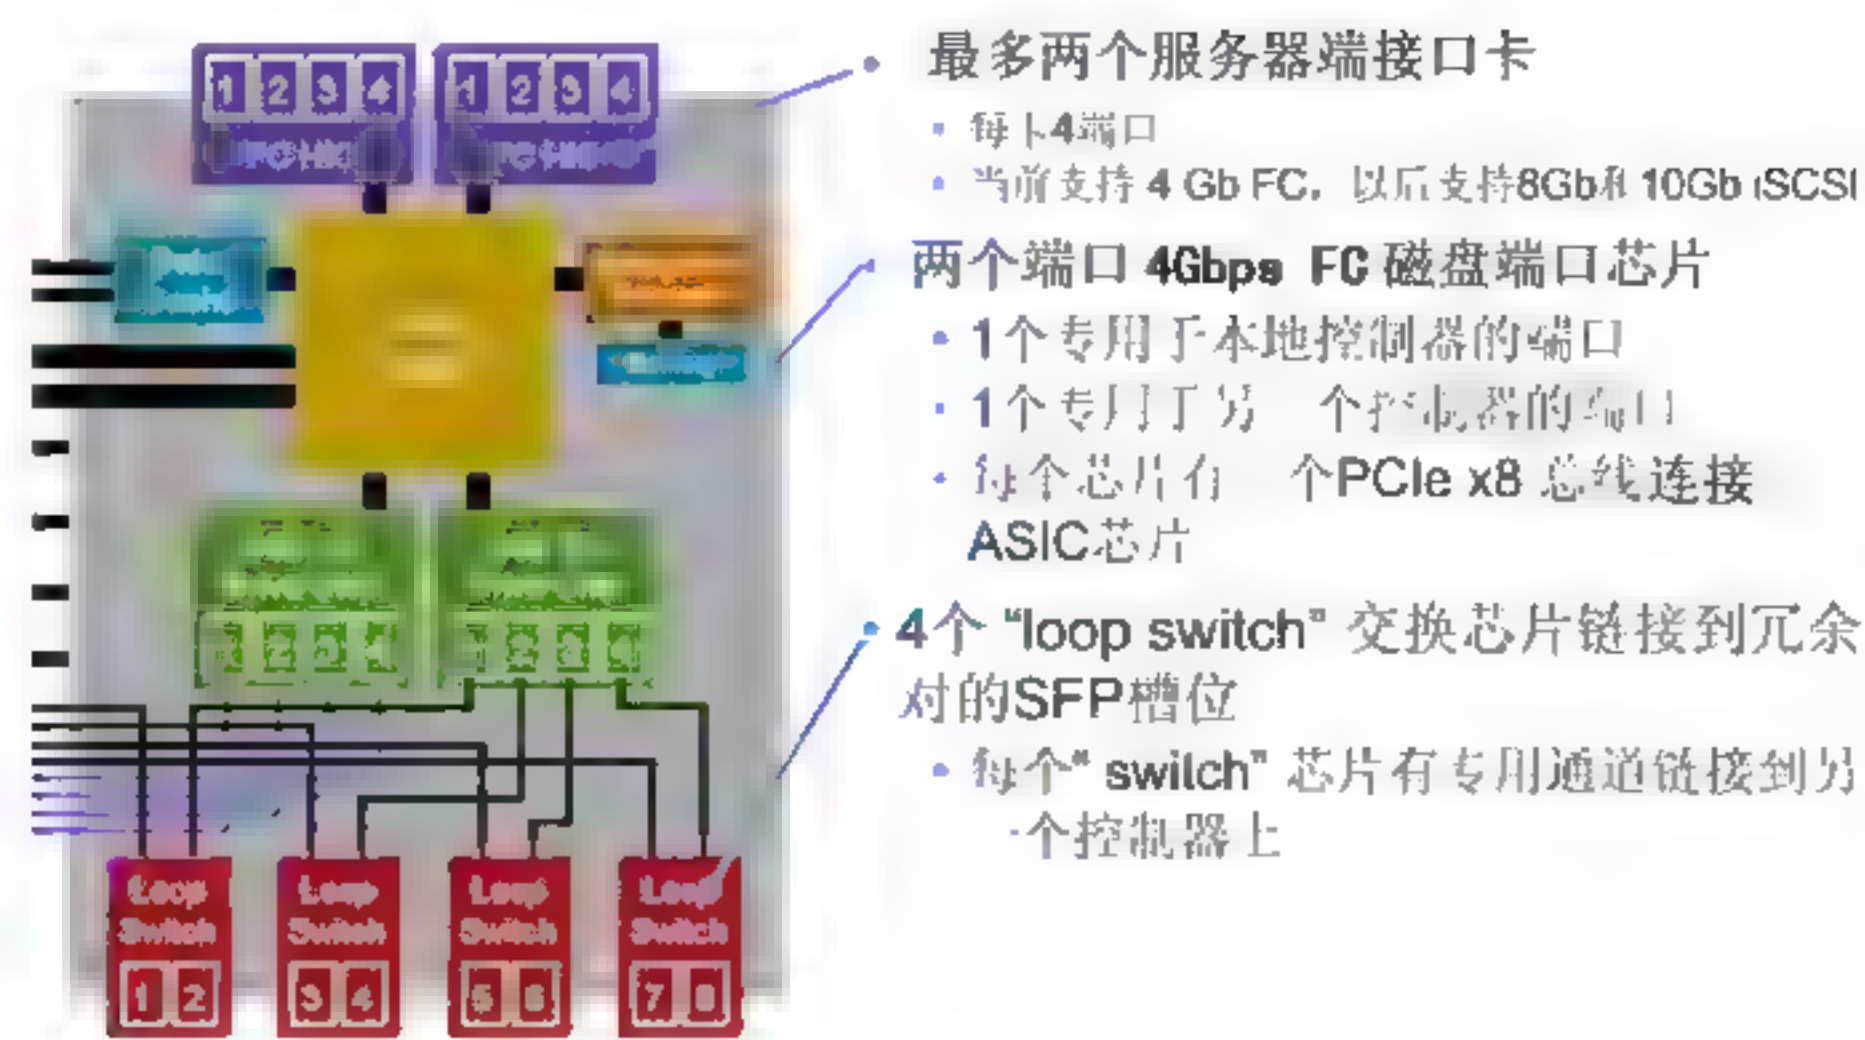 1 2 3 4
1 2 3 4
最多两个服务器端接口卡
每卡4端口
当前支持 4 Gb FC，以后支持8Gb和 10Gb iSCSI
两个端口 4Gbps FC 磁盘端口芯片
1个专用于本地控制器的端口
1个专用于另一个控制器的端口
每个芯片有一个PCIe x8 总线连接
ASIC芯片
1 2 3 4
1 2 3 4
4个 “loop switch” 交换芯片链接到冗余
对的SFP槽位
每个“ switch” 芯片有专用通道链接到另
一个控制器上
Loop Switch
1 2
Loop Switch
3 4
Loop Switch
5 6
Loop Switch
7 8